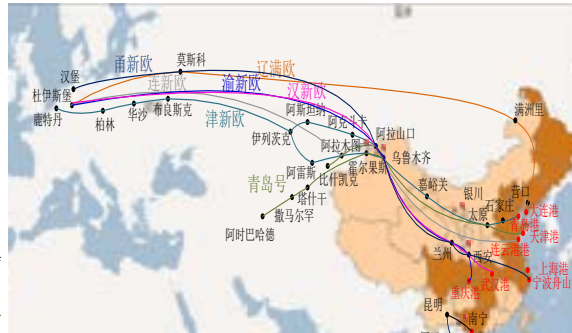 甬新欧
莫斯科
辽满欧
汉堡
连新欧
渝新欧
汉新欧
杜伊斯堡
鹿特丹
柏林
华沙
布良斯克
津新欧
阿斯坦纳
阿克斗卡
满洲里
伊列茨克
阿拉木图
阿拉山口
乌鲁木齐
阿雷斯
霍尔果斯
比什凯克
青岛号
塔什干
撒马尔罕
阿时巴哈德
嘉峪关
银川
营口
石家庄
大连港
太原
青岛港
天津港
兰州
西安
连云港港
重庆港
武汉港
上海港
宁波舟山
昆明
南宁